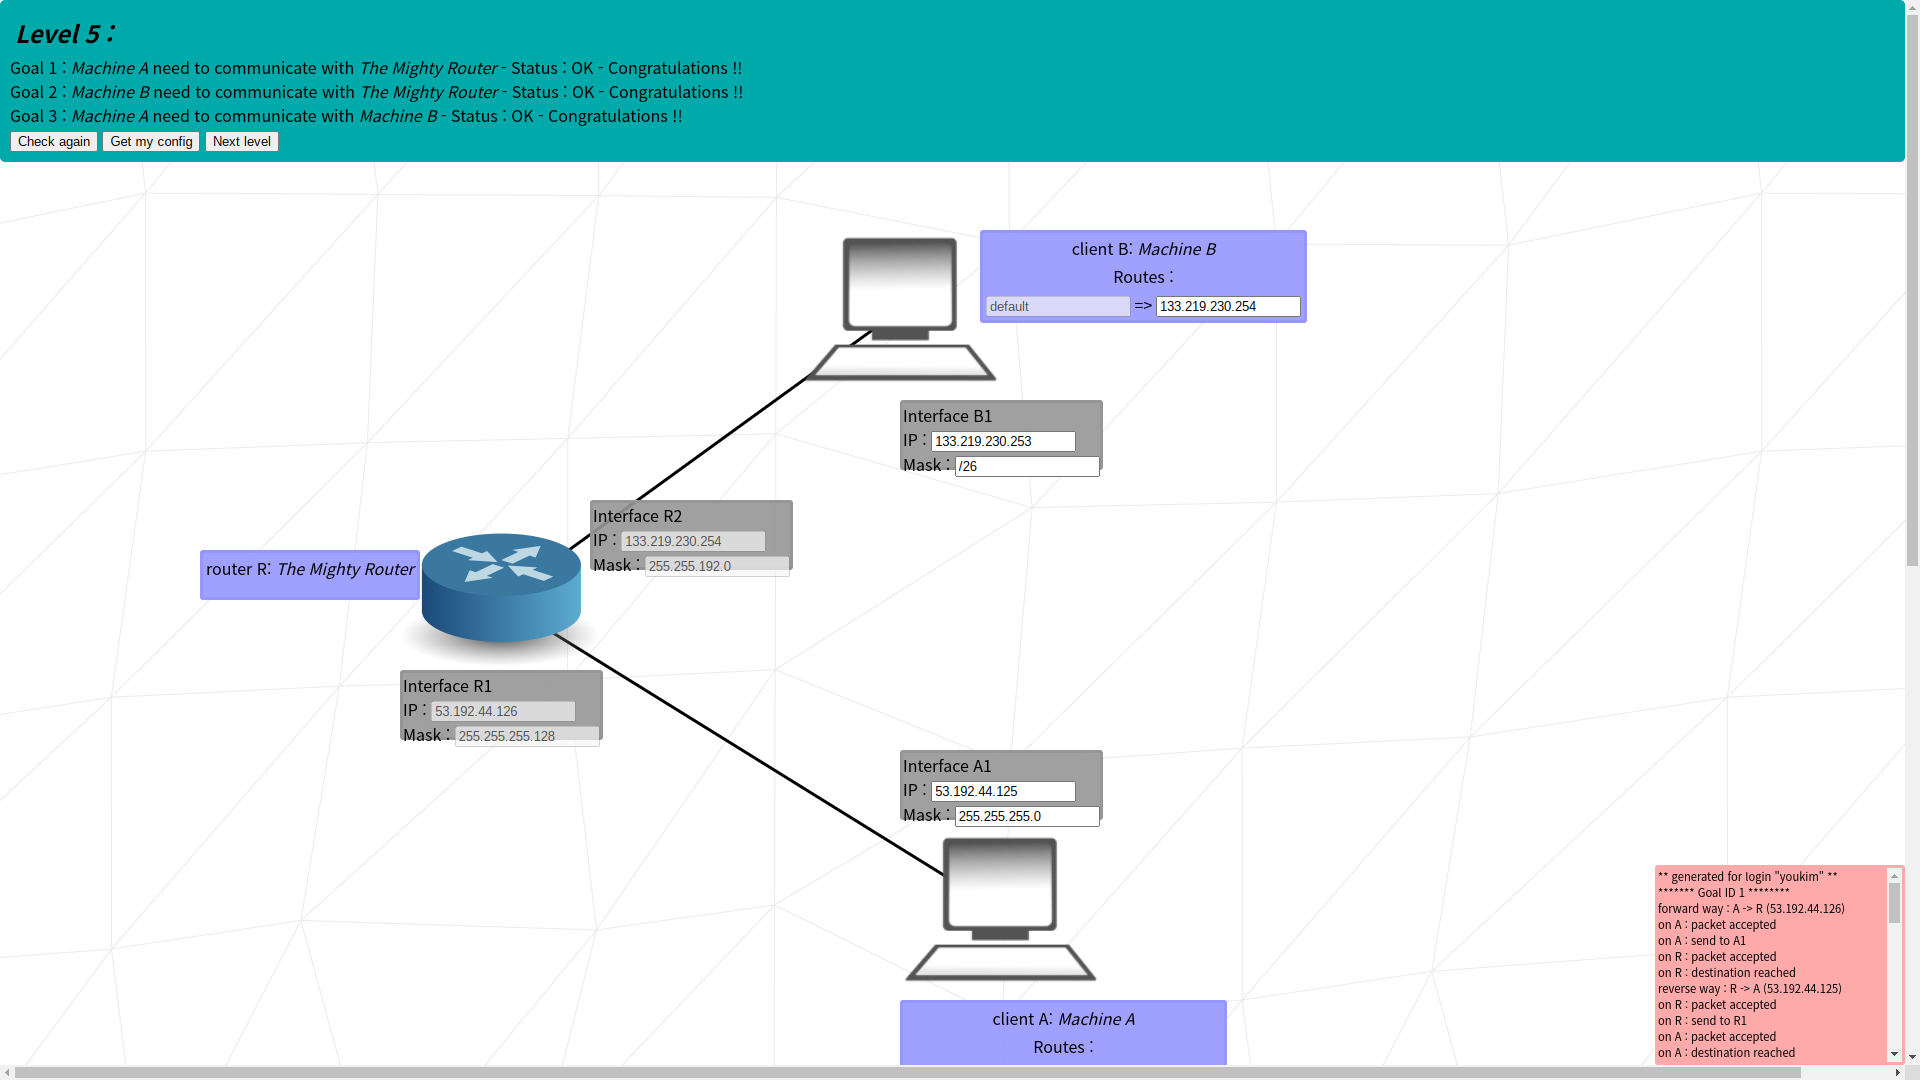 Level 5 :
Goal 1 : Machine A need to communicate with The Mighty Router - Status : OK - Congratulations !!
Goal 2 : Machine B need to communicate with The Mighty Router - Status : OK - Congratulations !!
Goal 3 : Machine A need to communicate with Machine B - Status : OK - Congratulations !!
Check again Get my config Next level
client B: Machine B
Routes :
default => 133.219.230.254
Interface B1
IP : 133.219.230.253
Mask : /26
Interface R2
IP : 133.219.230.254
Mask : 255.255.192.0
router R: The Mighty Router
Interface R1
IP : 53.192.44.126
Mask : 255.255.255.128
Interface A1
IP : 53.192.44.125
Mask : 255.255.255.0
client A: Machine A
Routes :
** generated for login "youkim" **
******* Goal ID 1 ********
forward way : A -> R (53.192.44.126)
on A : packet accepted
on A : send to A1
on R : packet accepted
on R : destination reached
reverse way : R -> A (53.192.44.125)
on R : packet accepted
on R : send to R1
on A : packet accepted
on A : destination reached